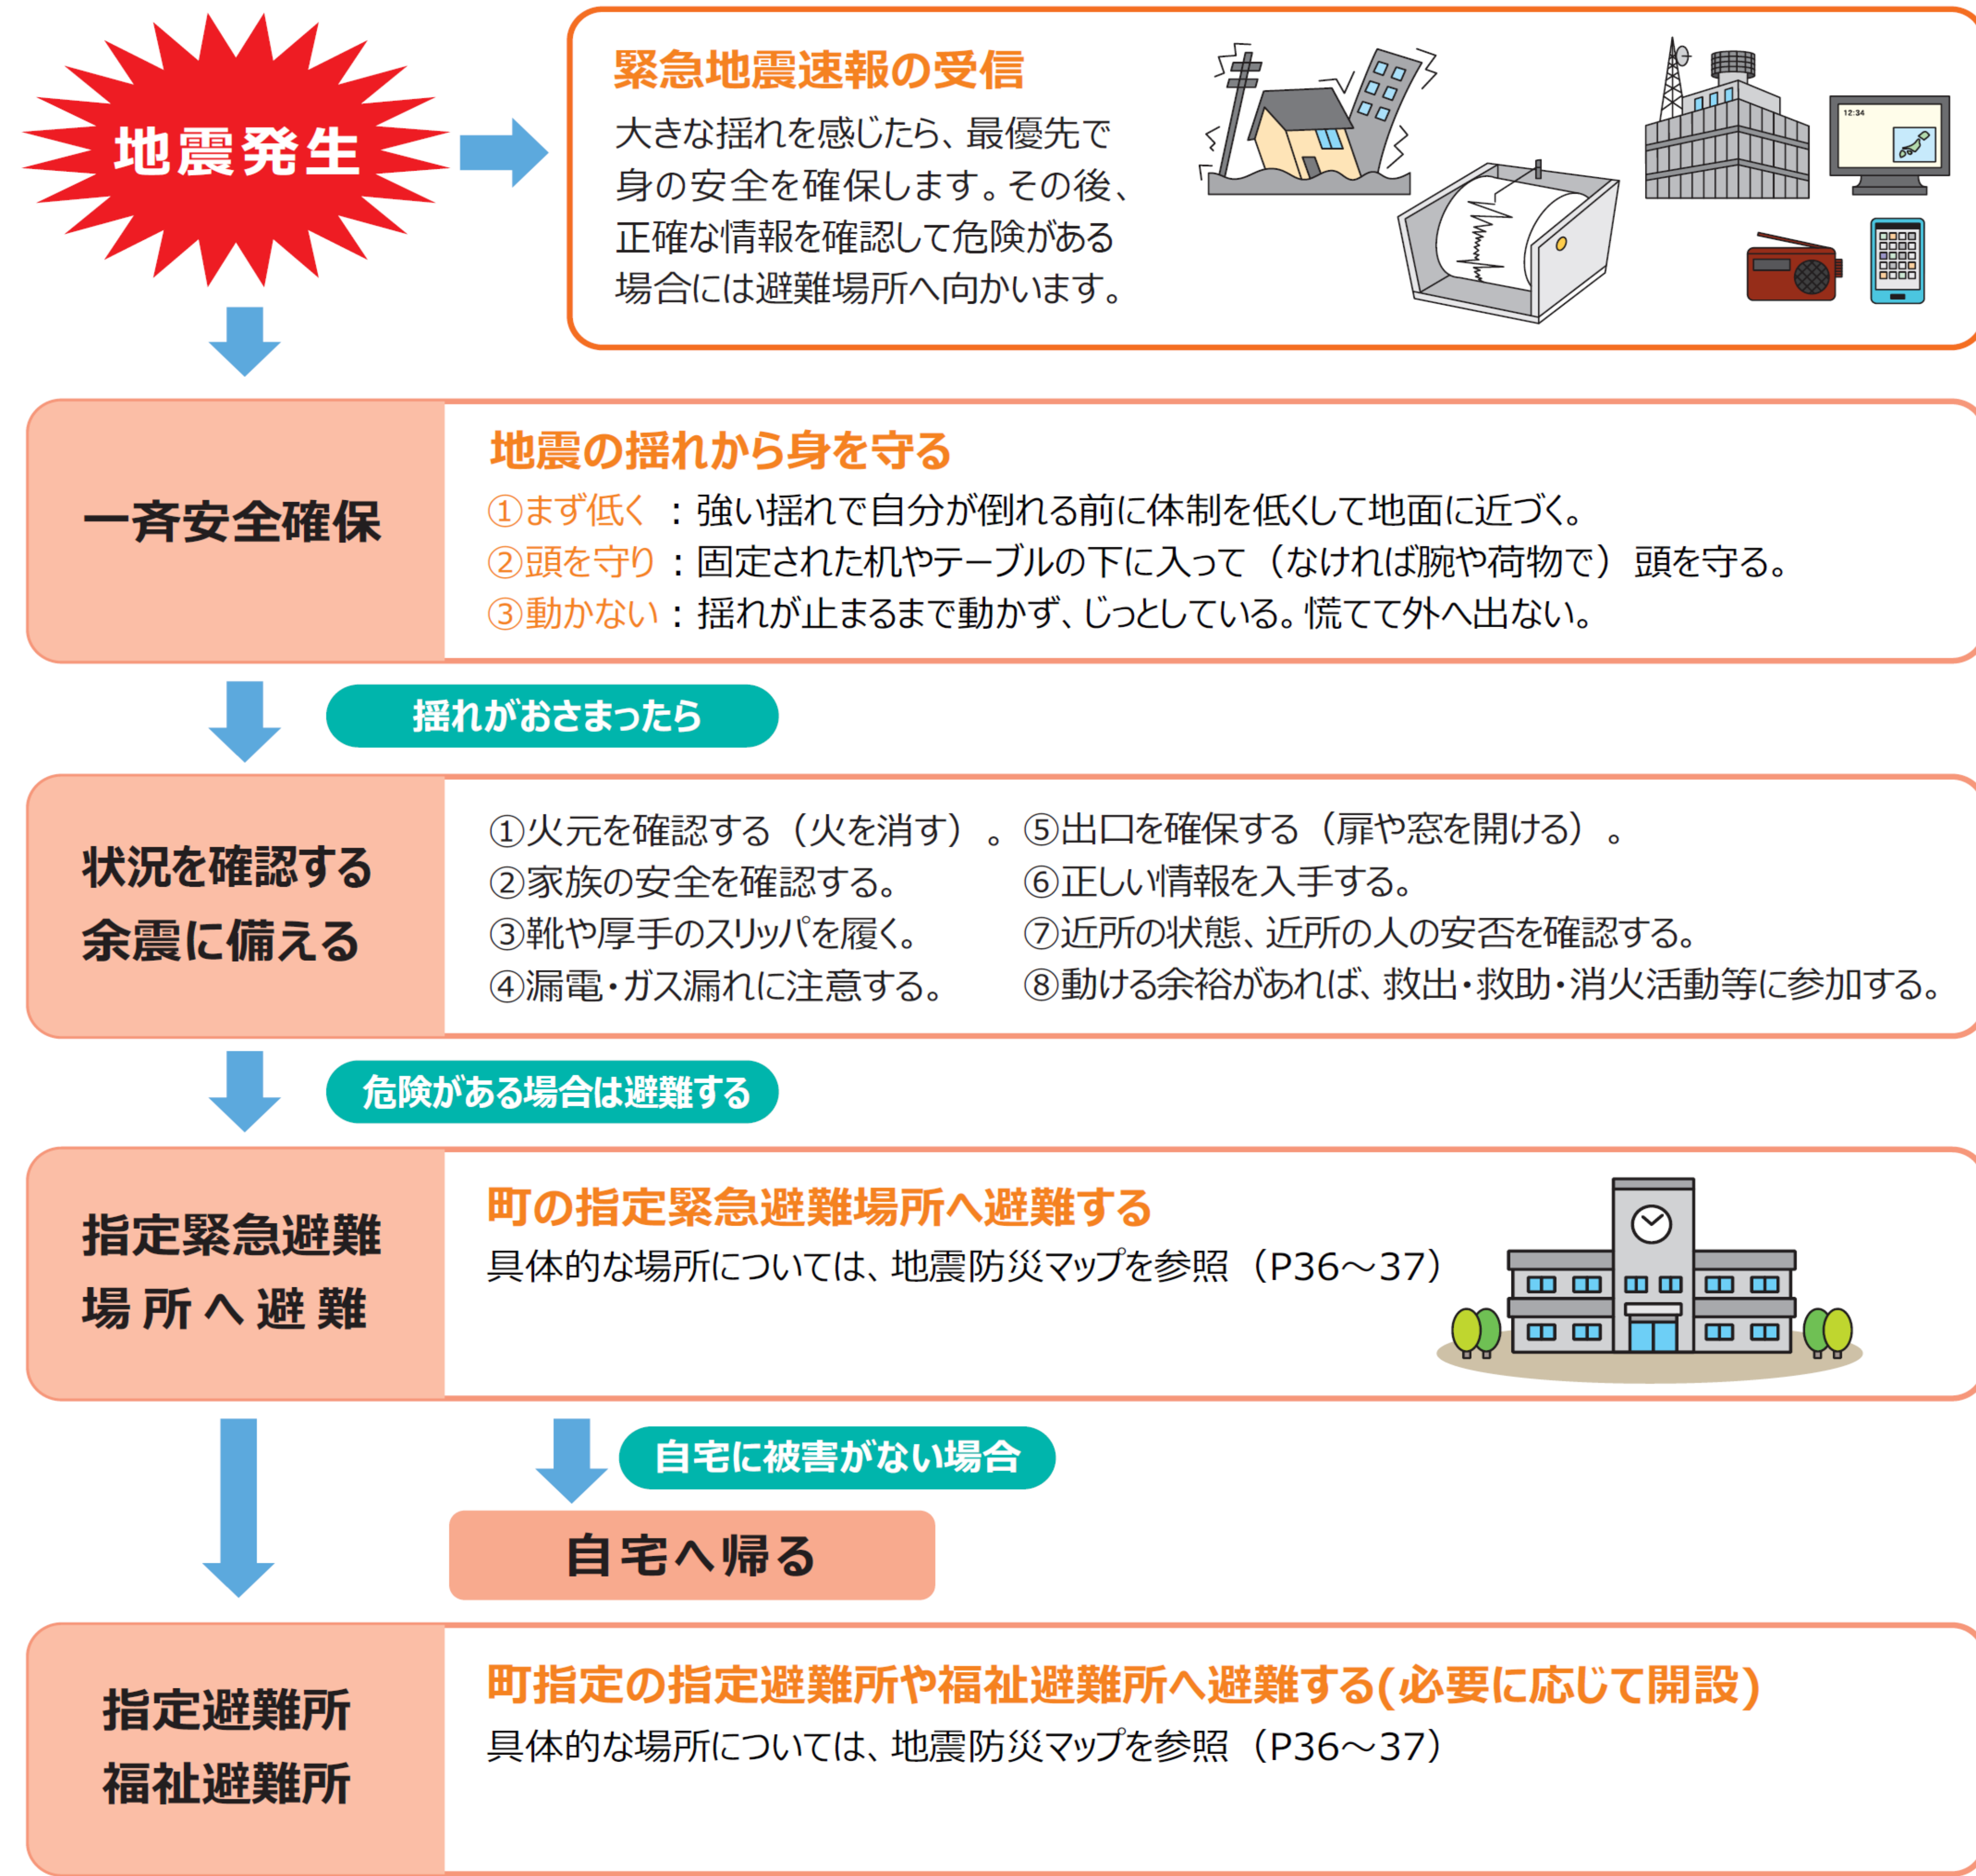 地震発生
緊急地震速報の受信
大きな揺れを感じたら、最優先で
身の安全を確保します。その後、
正確な情報を確認して危険がある
場合には避難場所へ向かいます。
12:34
一斉安全確保
地震の揺れから身を守る
①まず低く ：強い揺れで自分が倒れる前に体制を低くして地面に近づく。
②頭を守り：固定された机やテーブルの下に入って（なければ腕や荷物で）頭を守る。
③動かない：揺れが止まるまで動かず、じっとしている。慌てて外へ出ない。
揺れがおさまったら
状況を確認する
余震に備える
①火元を確認する（火を消す）。
②家族の安全を確認する。
③靴や厚手のスリッパを履く。
④漏電・ガス漏れに注意する。
⑤出口を確保する（扉や窓を開ける）。
⑥正しい情報を入手する。
⑦近所の状態、近所の人の安否を確認する。
⑧動ける余裕があれば、救出・救助・消火活動等に参加する。
危険がある場合は避難する
指定緊急避難
場所へ避難
町の指定緊急避難場所へ避難する
具体的な場所については、地震防災マップを参照（P36～37）
自宅に被害がない場合
自宅へ帰る
指定避難所
福祉避難所
町指定の指定避難所や福祉避難所へ避難する(必要に応じて開設)
具体的な場所については、地震防災マップを参照（P36～37）